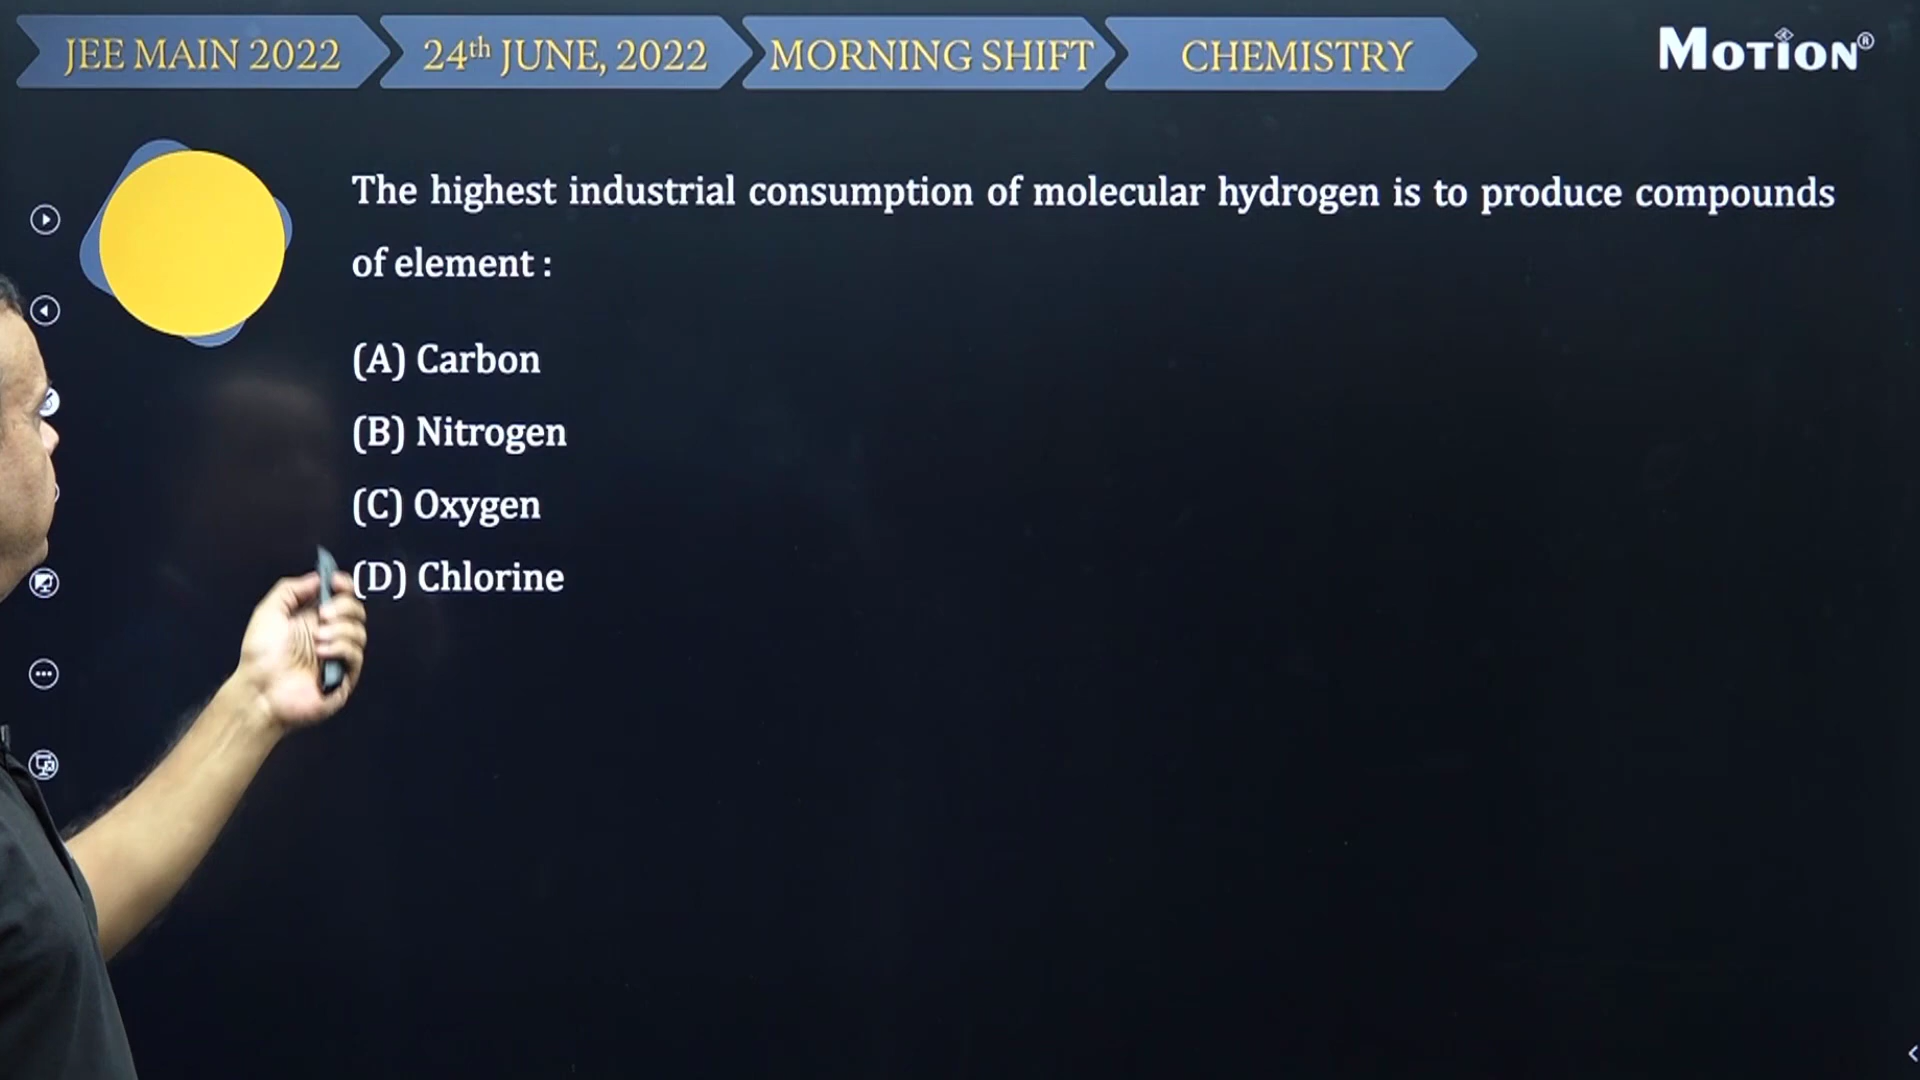 JEE MAIN 2022
24th JUNE, 2022
MORNING SHIFT
CHEMISTRY
MOTION®
The highest industrial consumption of molecular hydrogen is to produce compounds
of element :
(A) Carbon
(B) Nitrogen
(C) Oxygen
(D) Chlorine